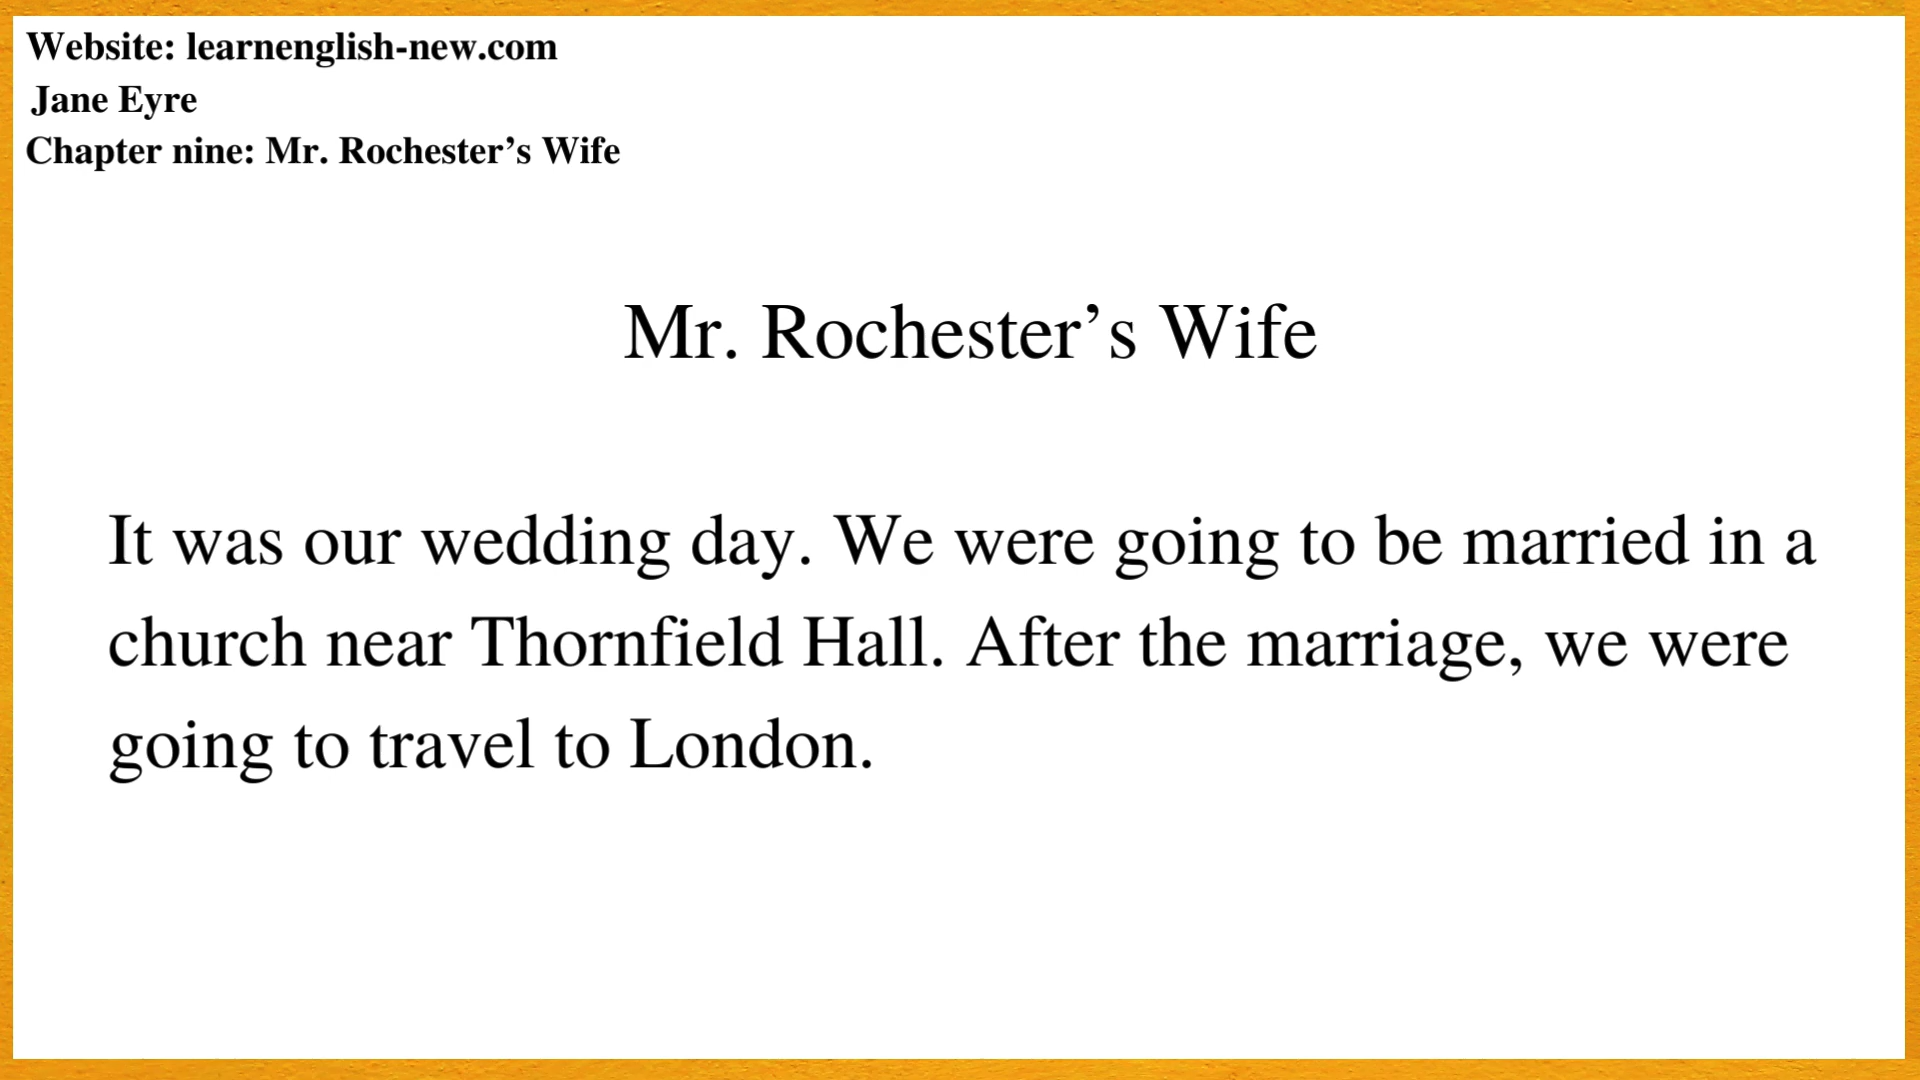 Website: learnenglish-new.com
Jane Eyre
Chapter nine: Mr. Rochester’s Wife
Mr. Rochester’s Wife
It was our wedding day. We were going to be married in a
church near Thornfield Hall. After the marriage, we were
going to travel to London.